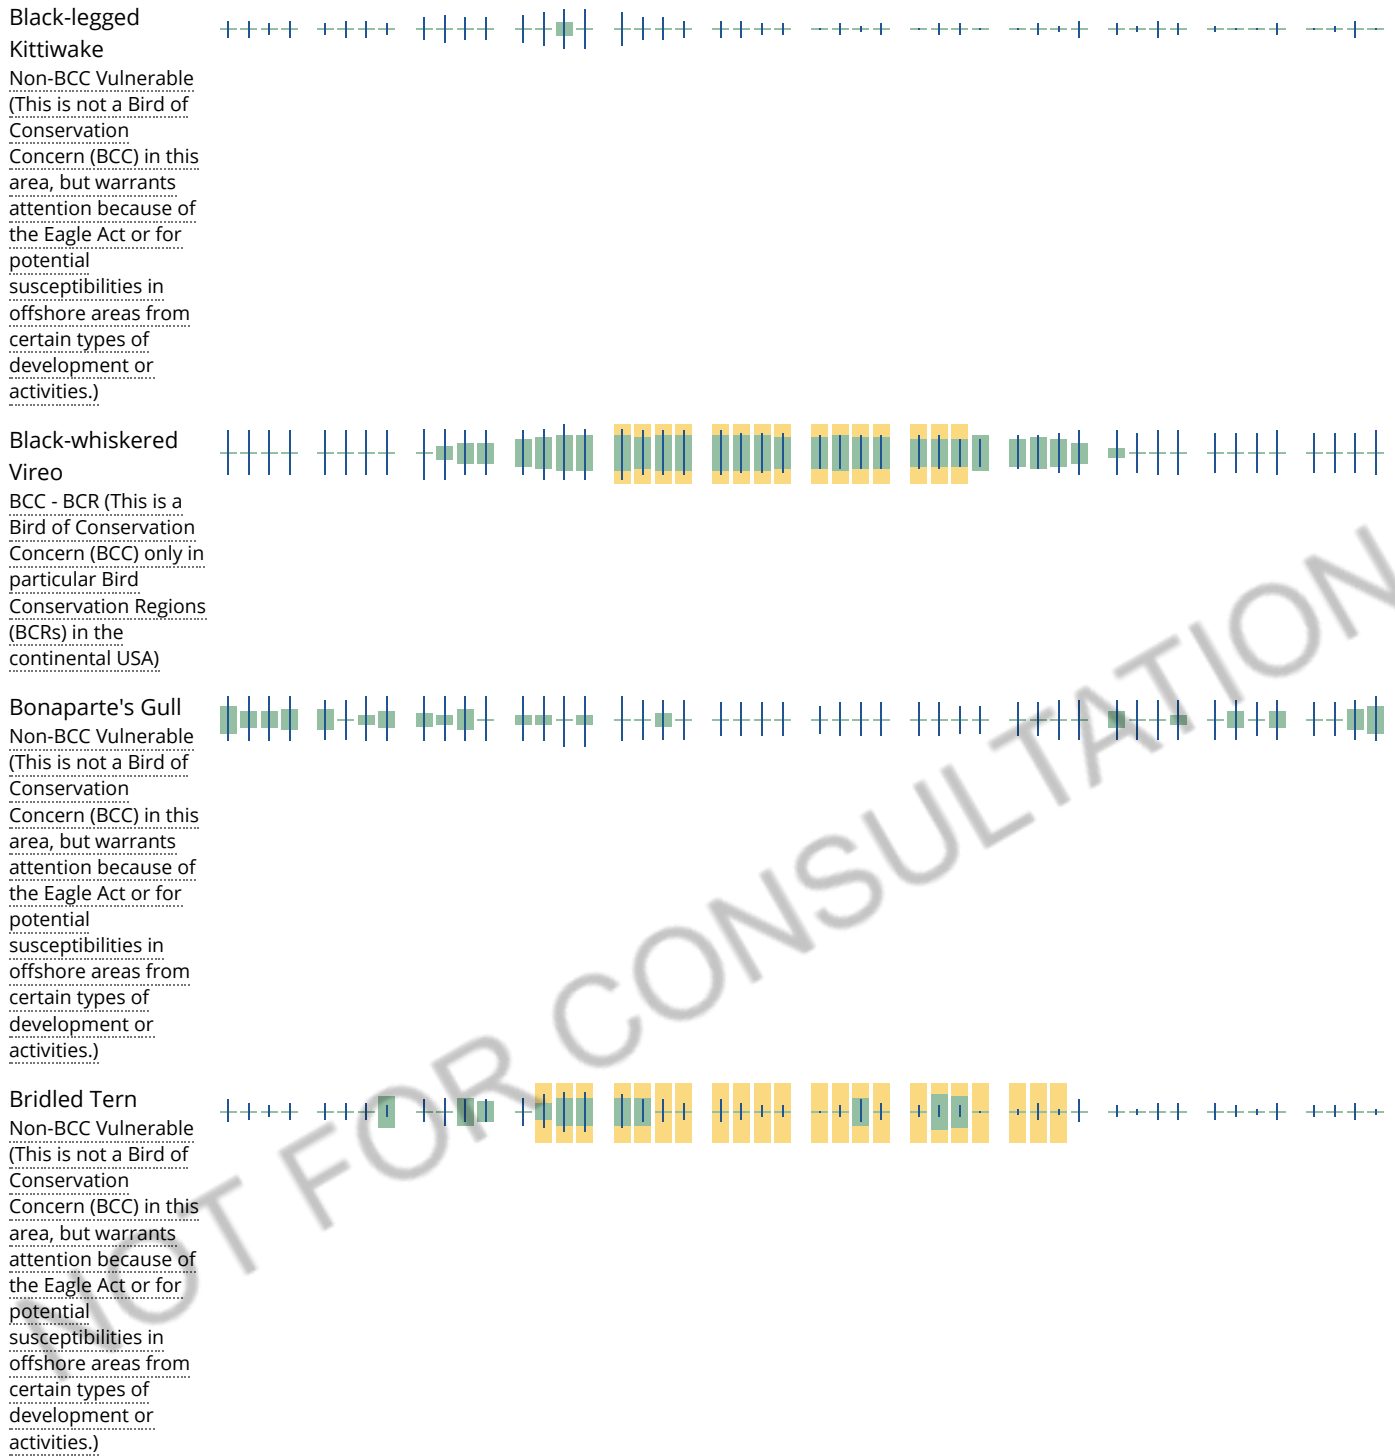 Black-legged
Kittiwake
Non-BCC Vulnerable
(This is not a Bird of
Conservation
Concern (BCC) in this
area, but warrants
attention because of
the Eagle Act or for
potential
susceptibilities in
offshore areas from
certain types of
development or
activities.)
Black-whiskered
Vireo
BCC - BCR (This is a
Bird of Conservation
Concern (BCC) only in
particular Bird
Conservation Regions
(BCRs) in the
continental USA)
Bonaparte's Gull
Non-BCC Vulnerable
(This is not a Bird of
Conservation
Concern (BCC) in this
area, but warrants
attention because of
the Eagle Act or for
potential
susceptibilities in
offshore areas from
certain types of
development or
activities.)
Bridled Tern
Non-BCC Vulnerable
(This is not a Bird of
Conservation
Concern (BCC) in this
area, but warrants
attention because of
the Eagle Act or for
potential
susceptibilities in
offshore areas from
certain types of
development or
activities.)
NOT FOR CONSULTATION